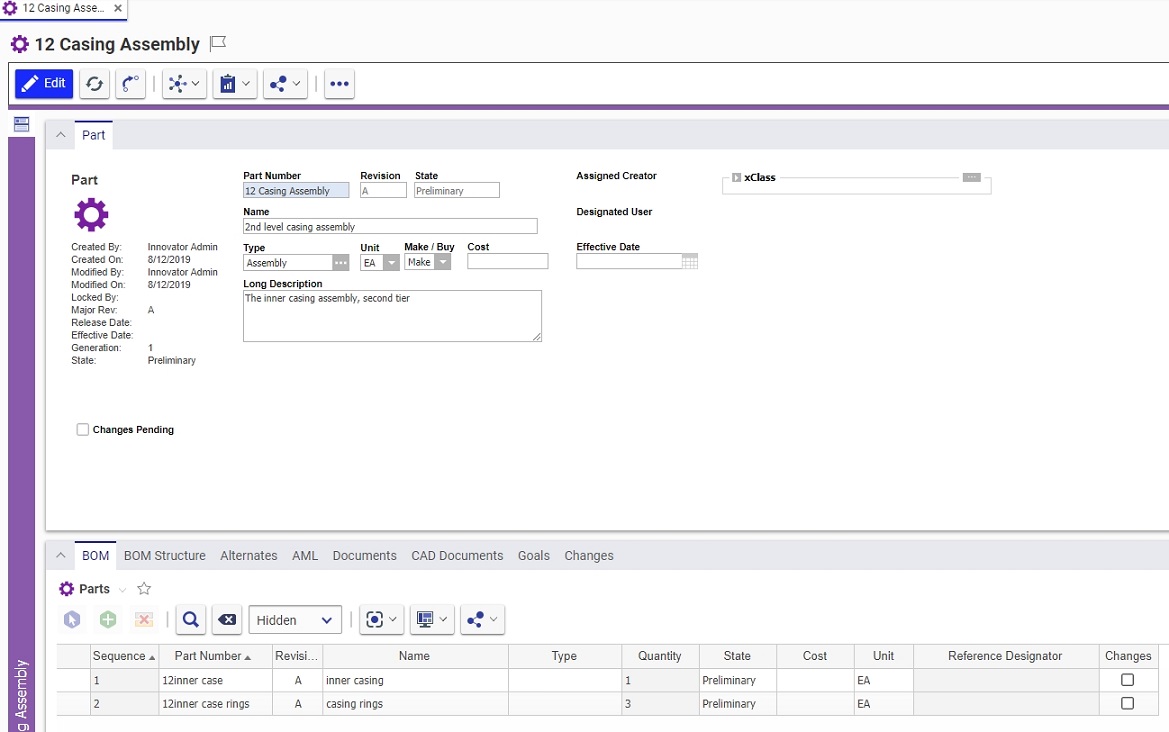 12 Casing Asse...
12 Casing Assembly
Edit
Part
Part
Part Number Revision State Assigned Creator xClass
12 Casing Assembly A Preliminary
Name Designated User
2nd level casing assembly
Type Unit Make / Buy Cost Effective Date
Assembly EA Make
Long Description
The inner casing assembly, second tier
Created By: Innovator Admin
Created On: 8/12/2019
Modified By: Innovator Admin
Modified On: 8/12/2019
Locked By:
Major Rev: A
Release Date:
Effective Date:
Generation: 1
State: Preliminary
Changes Pending
BOM BOM Structure Alternates AML Documents CAD Documents Goals Changes
Parts
Hidden
Sequence Part Number Revisi... Name Type Quantity State Cost Unit Reference Designator Changes
1 12inner case A inner casing 1 Preliminary EA
2 12inner case rings A casing rings 3 Preliminary EA
g Assembly